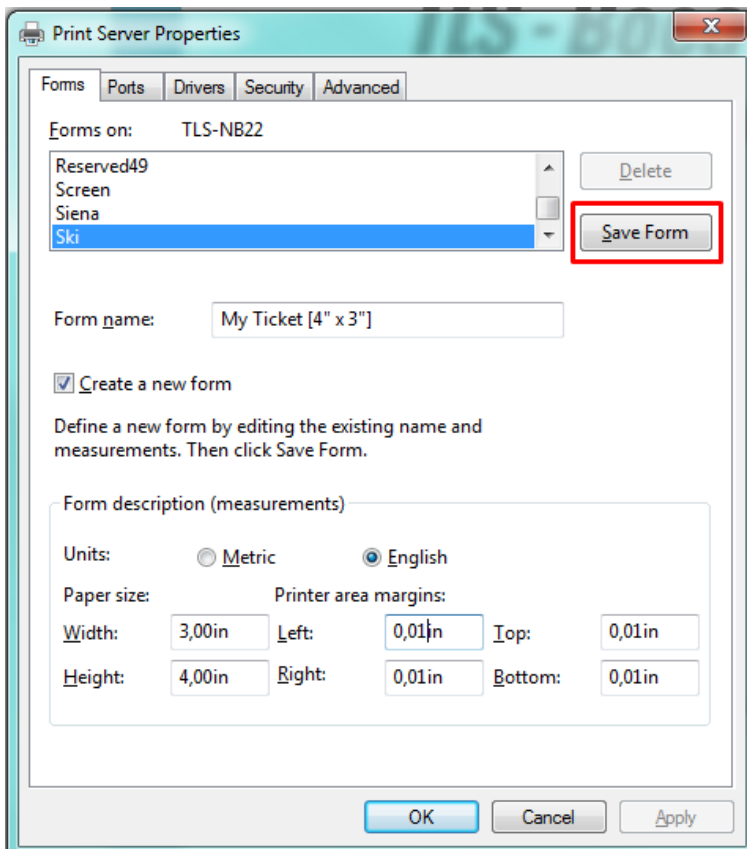 TLS - Boca
Print Server Properties
Forms Ports Drivers Security Advanced
Forms on: TLS-NB22
Reserved49
Screen
Siena
Ski
Delete
Save Form
Form name: My Ticket [4" x 3"]
Create a new form
Define a new form by editing the existing name and
measurements. Then click Save Form.
Form description (measurements)
Units: Metric English
Paper size: Printer area margins:
Width: 3,00in Left: 0,01in Top: 0,01in
Height: 4,00in Right: 0,01in Bottom: 0,01in
OK Cancel Apply